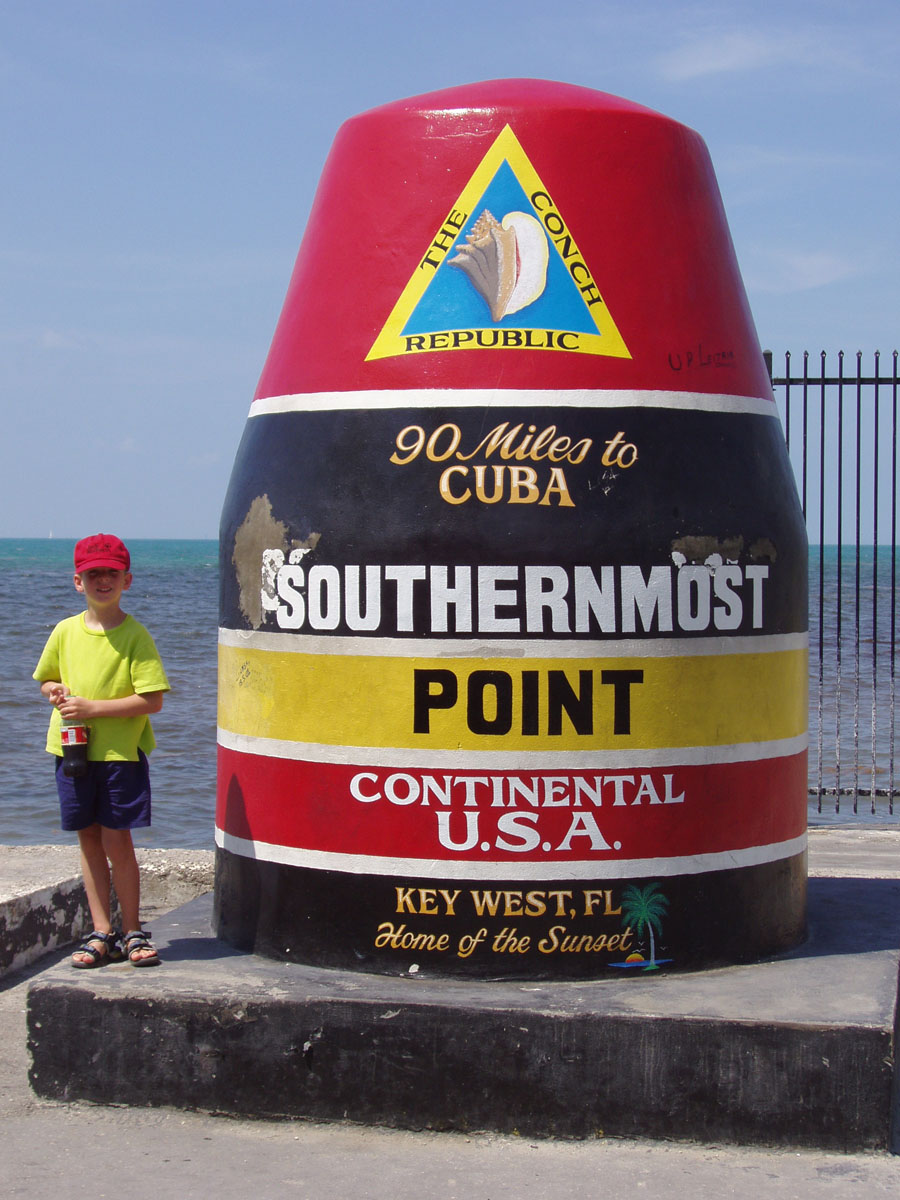 THE CONCH
REPUBLIC
90 Miles to
CUBA
SOUTHERNMOST
POINT
CONTINENTAL
U.S.A.
KEY WEST, FL
Home of the Sunset